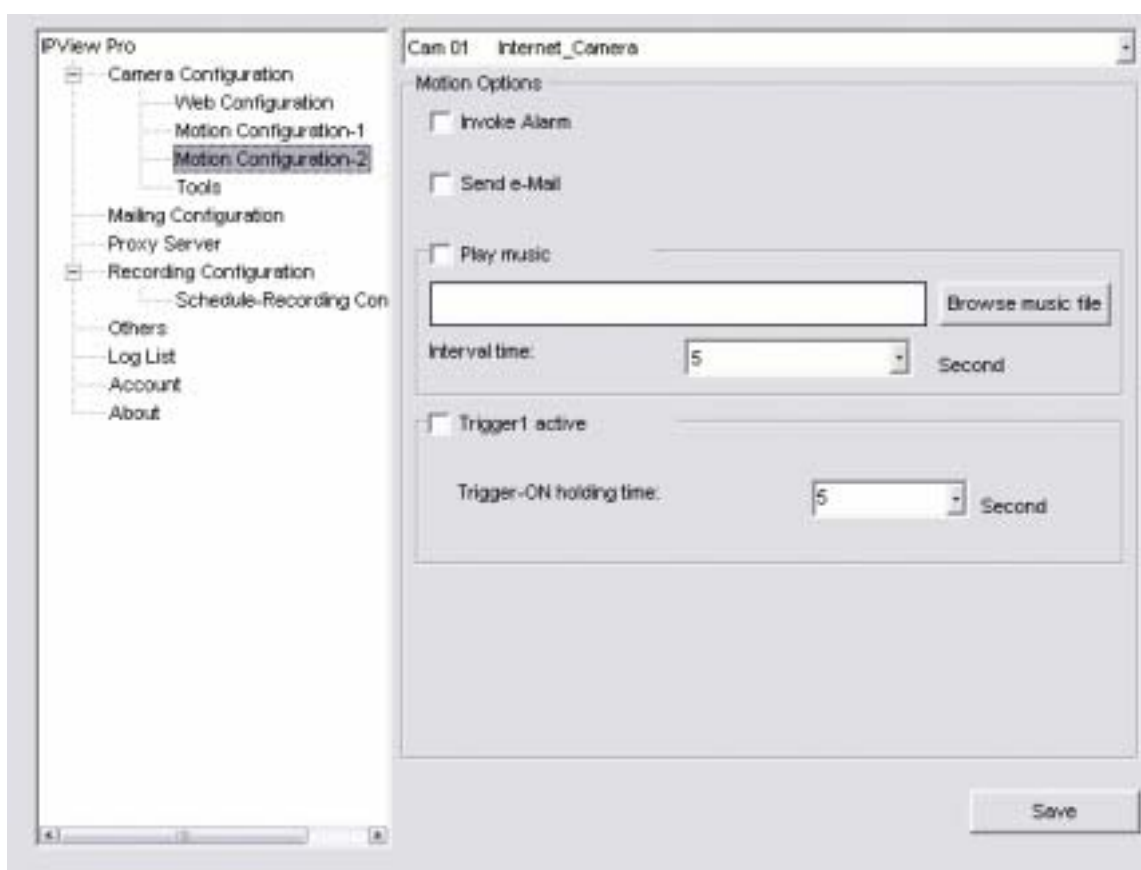 IPView Pro
Camera Configuration
Web Configuration
Motion Configuration-1
Motion Configuration-2
Tools
Mailing Configuration
Proxy Server
Recording Configuration
Schedule-Recording Con
Others
Log List
Account
About
Cam 01 Internet_Camera
Motion Options
Invoke Alarm
Send e-Mail
Play music
Browse music file
Interval time: 5 Second
Trigger1 active
Trigger-ON holding time: 5 Second
Save